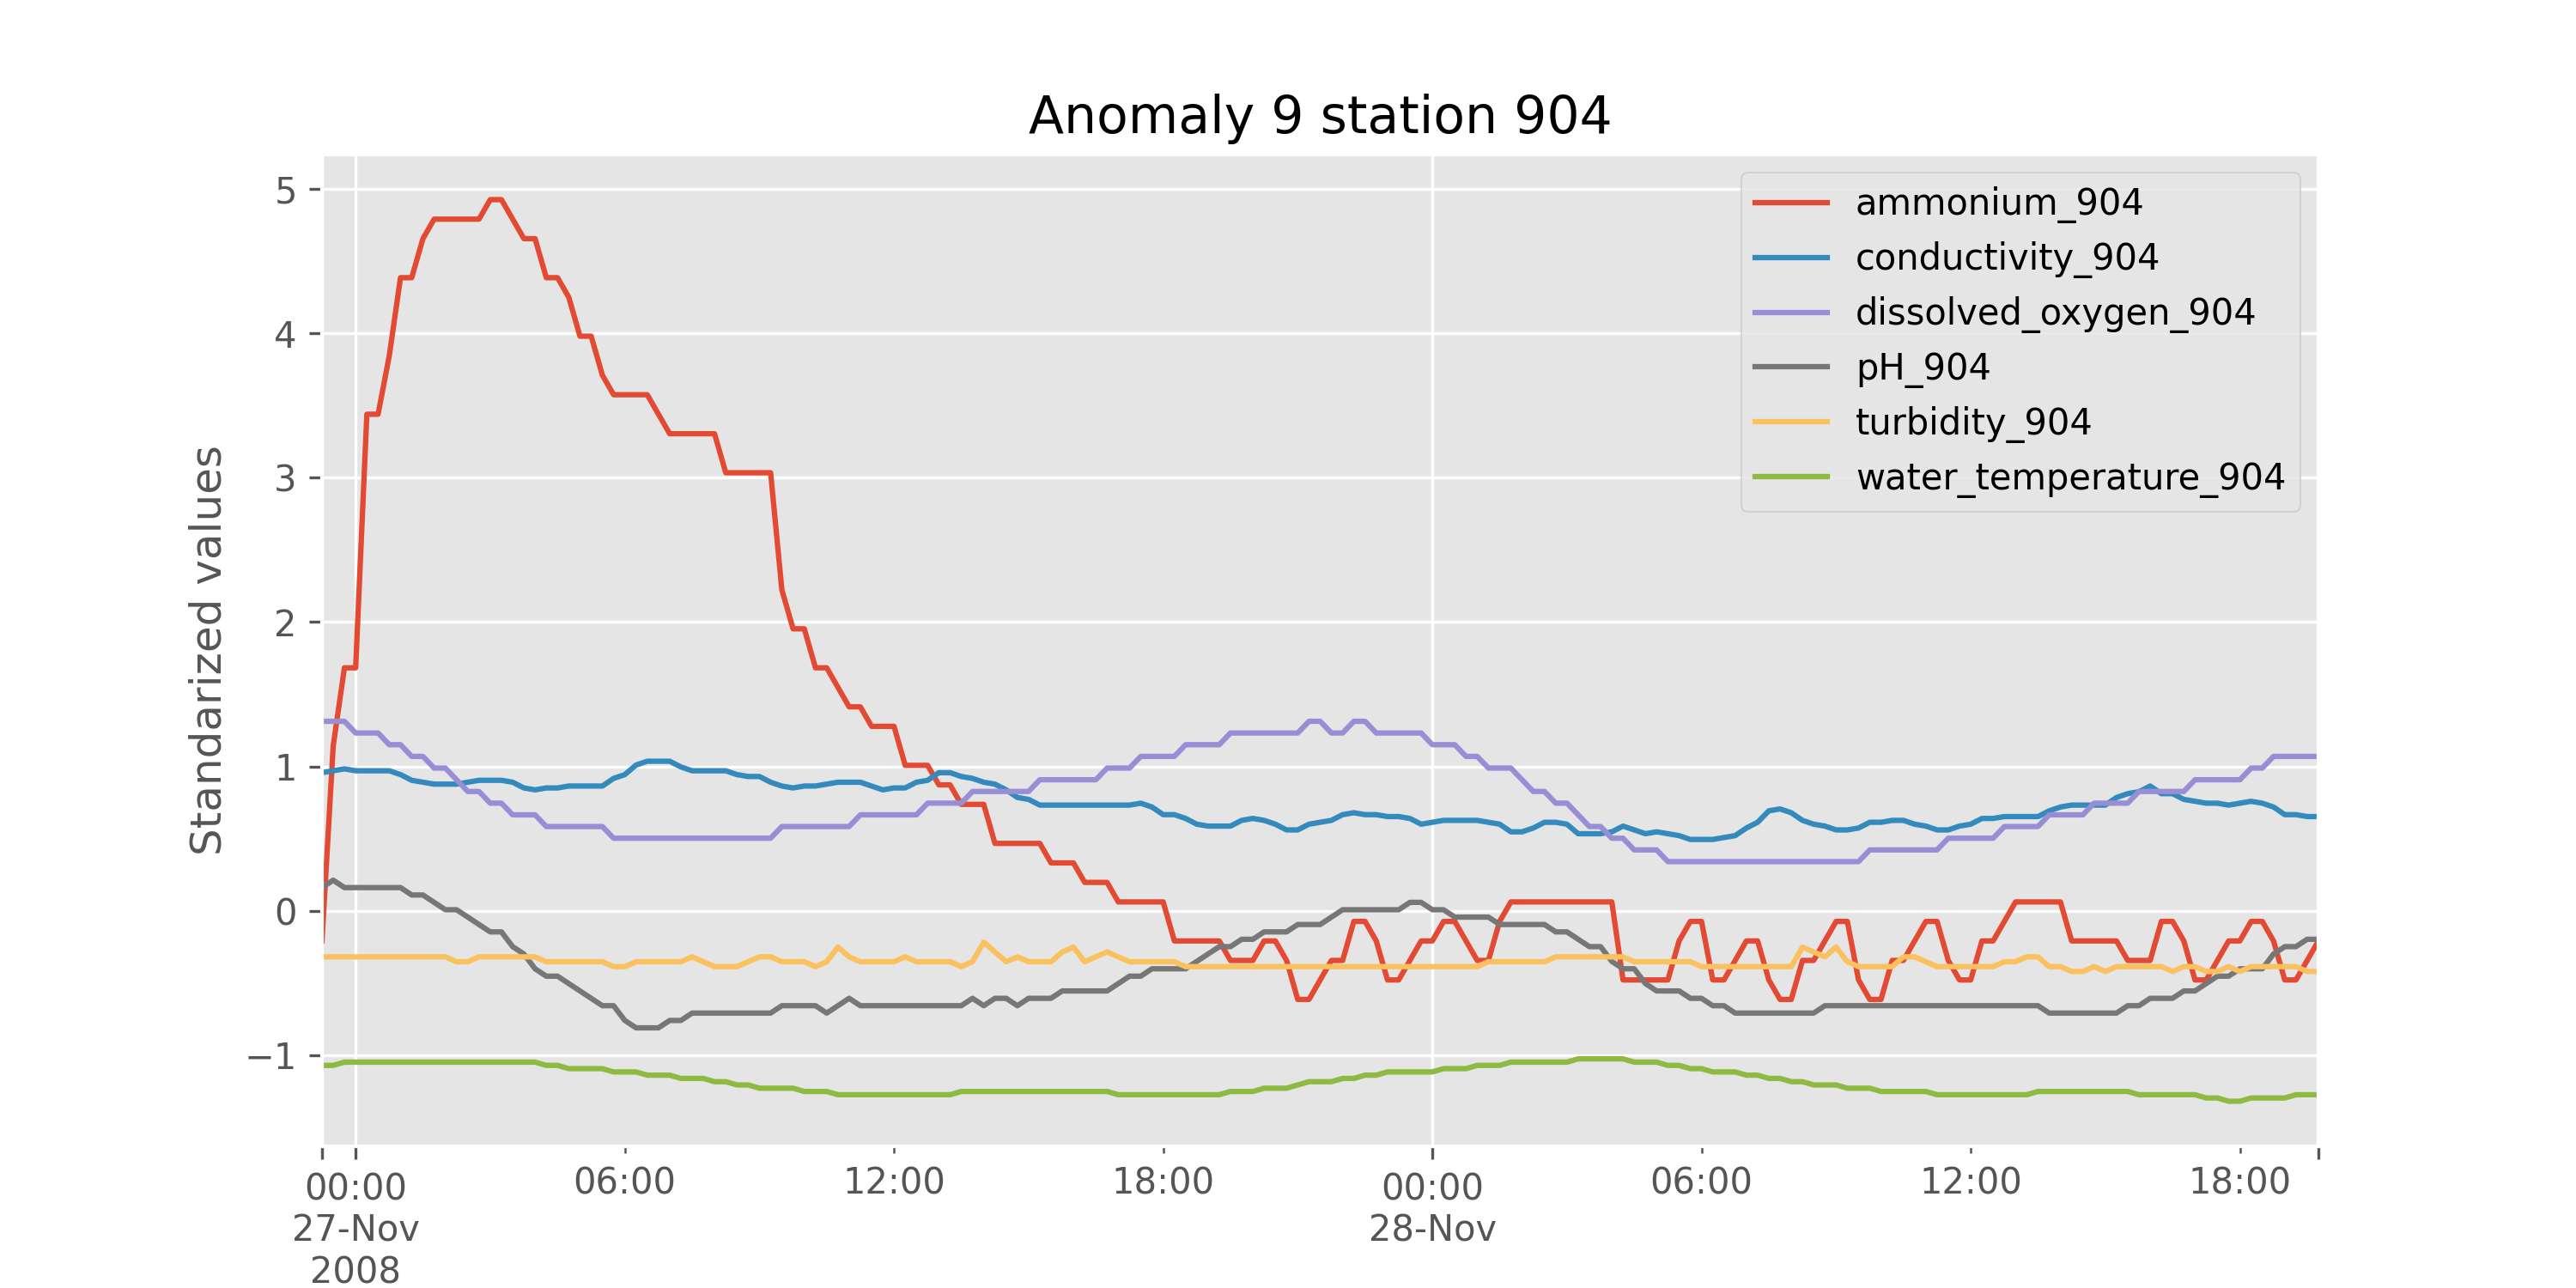 Anomaly 9 station 904
Standarized values
5
4
3
2
1
0
−1
ammonium_904
conductivity_904
dissolved_oxygen_904
pH_904
turbidity_904
water_temperature_904
00:00 06:00 12:00 18:00 00:00 06:00 12:00 18:00
27-Nov 28-Nov
2008